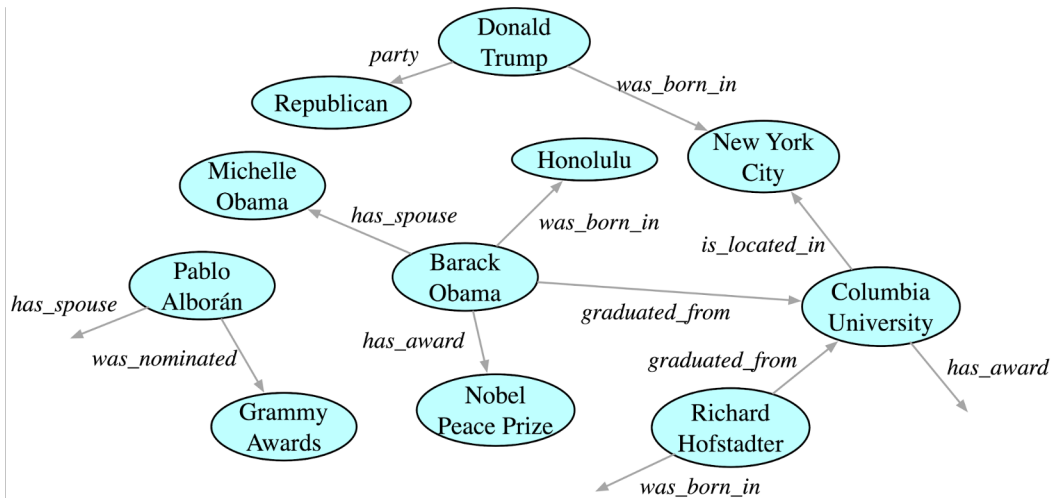 Donald
Trump
party
was_born_in
Republican
New York
City
Honolulu
Michelle
Obama
has_spouse
was_born_in
is_located_in
Pablo
Alborán
Barack
Obama
Columbia
University
has_spouse
graduated_from
has_award
was_nominated
graduated_from
has_award
Grammy
Awards
Nobel
Peace Prize
Richard
Hofstadter
was_born_in